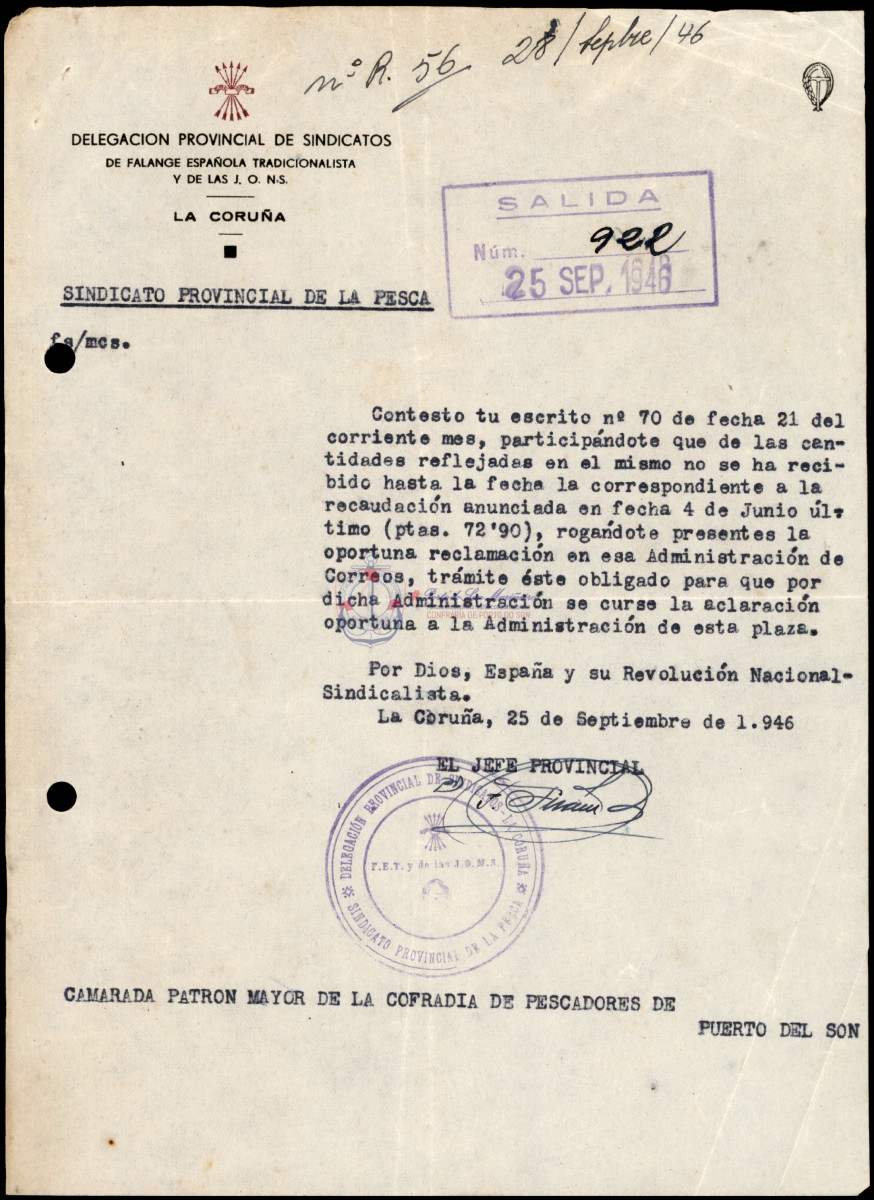 nº R. 56 28/Sepbre/46
DELEGACION PROVINCIAL DE SINDICATOS
DE FALANGE ESPAÑOLA TRADICIONALISTA
Y DE LAS J. O. N-S.
LA CORUÑA
SALIDA
Núm. 922
25 SEP. 1946
SINDICATO PROVINCIAL DE LA PESCA
fs/mcs.
Contesto tu escrito nº 70 de fecha 21 del
corriente mes, participándote que de las can-
tidades reflejadas en el mismo no se ha reci-
bido hasta la fecha la correspondiente a la
recaudación anunciada en fecha 4 de Junio úl-
timo (ptas. 72'90), rogándote presentes la
oportuna reclamación en esa Administración de
Correos, trámite éste obligado para que por
dicha Administración se curse la aclaración
oportuna a la Administración de esta plaza.
CONFRARIA DE PORTO DO SON
Por Dios, España y su Revolución Nacional-
Sindicalista.
La Coruña, 25 de Septiembre de 1.946
EL JEFE PROVINCIAL
DELEGACIÓN PROVINCIAL DE SINDICATOS-LA CORUÑA
F.E.T. y de las J.O.N.S.
SINDICATO PROVINCIAL DE LA PESCA
CAMARADA PATRON MAYOR DE LA COFRADIA DE PESCADORES DE
PUERTO DEL SON